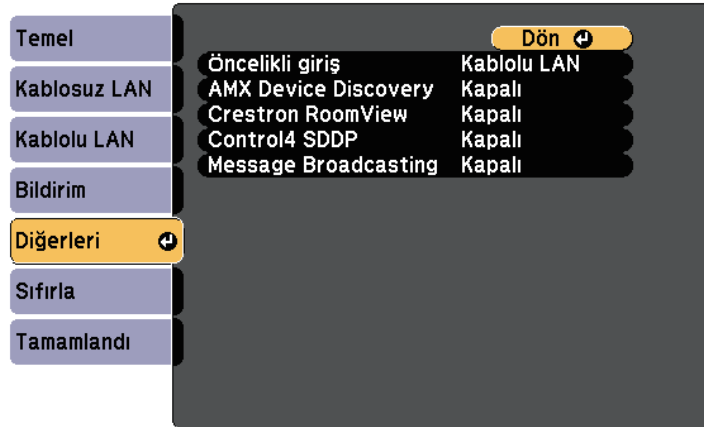 Temel
Kablosuz LAN
Kablolu LAN
Bildirim
Diğerleri
Sıfırla
Tamamlandı
Dön
Öncelikli giriş Kablolu LAN
AMX Device Discovery Kapalı
Crestron RoomView Kapalı
Control4 SDDP Kapalı
Message Broadcasting Kapalı